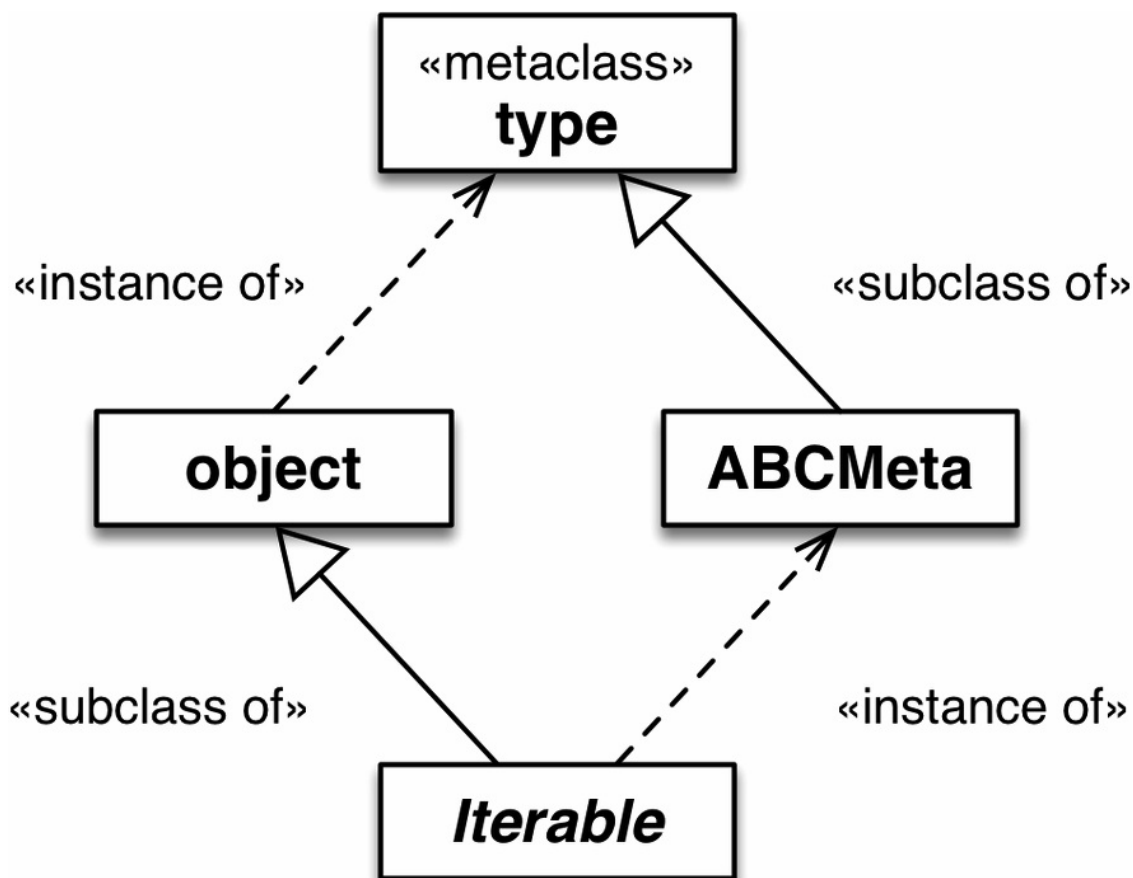 «metaclass»
type
«instance of»
«subclass of»
object
ABCMeta
«subclass of»
«instance of»
Iterable